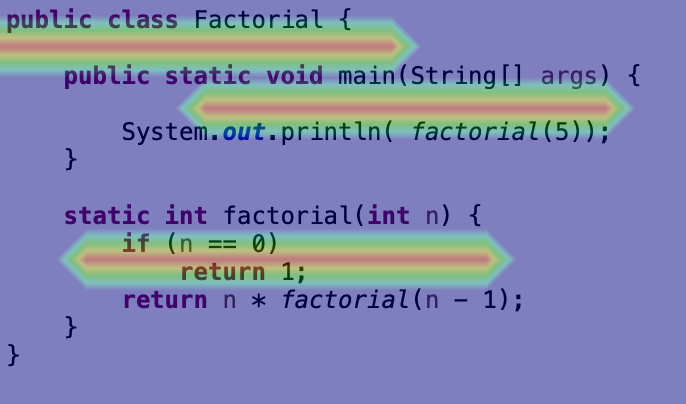 public class Factorial {
    public static void main(String[] args) {
        System.out.println( factorial(5));
    }
    static int factorial(int n) {
        if (n == 0)
            return 1;
        return n * factorial(n - 1);
    }
}